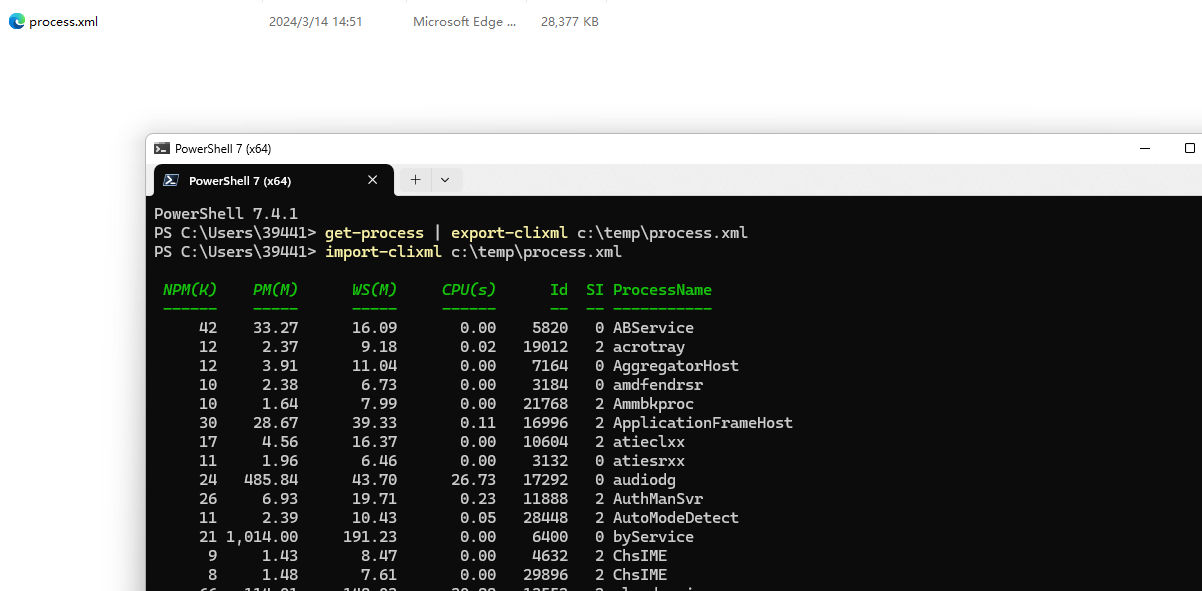 process.xml 2024/3/14 14:51 Microsoft Edge ... 28,377 KB
PowerShell 7 (x64)
PowerShell 7 (x64)
PowerShell 7.4.1
PS C:\Users\39441> get-process | export-clixml c:\temp\process.xml
PS C:\Users\39441> import-clixml c:\temp\process.xml
NPM(K) PM(M) WS(M) CPU(s) Id SI ProcessName
------ ----- ----- ------ -- -- -----------
42 33.27 16.09 0.00 5820 0 ABService
12 2.37 9.18 0.02 19012 2 acrotray
12 3.91 11.04 0.00 7164 0 AggregatorHost
10 2.38 6.73 0.00 3184 0 amdfendrsr
10 1.64 7.99 0.00 21768 2 Ammbkproc
30 28.67 39.33 0.11 16996 2 ApplicationFrameHost
17 4.56 16.37 0.00 10604 2 atieclxx
11 1.96 6.46 0.00 3132 0 atiesrxx
24 485.84 43.70 26.73 17292 0 audiodg
26 6.93 19.71 0.23 11888 2 AuthManSvr
11 2.39 10.43 0.05 28448 2 AutoModeDetect
21 1,014.00 191.23 0.00 6400 0 byService
9 1.43 8.47 0.00 4632 2 ChsIME
8 1.48 7.61 0.00 29896 2 ChsIME